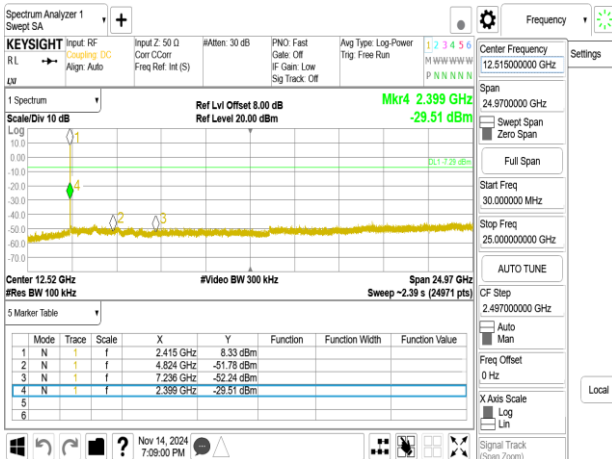 Spectrum Analyzer 1
Swept SA
Frequency
KEYSIGHT
RL
Input: RF
Coupling: DC
Align: Auto
Input Z: 50 Ω
Corr CCorr
Freq Ref: Int (S)
#Atten: 30 dB
PNO: Fast
Gate: Off
IF Gain: Low
Sig Track: Off
Avg Type: Log-Power
Trig: Free Run
1 2 3 4 5 6
M W W W W W
P N N N N N
LXI
1 Spectrum
Scale/Div 10 dB
Ref Lvl Offset 8.00 dB
Ref Level 20.00 dBm
Mkr4 2.399 GHz
-29.51 dBm
Log
10.0
0.00
-10.0
-20.0
-30.0
-40.0
-50.0
-60.0
-70.0
1
4
2
3
DL1 -7.29 dBm
Center 12.52 GHz
#Res BW 100 kHz
#Video BW 300 kHz
Span 24.97 GHz
Sweep ~2.39 s (24971 pts)
5 Marker Table
Mode Trace Scale X Y Function Function Width Function Value
1 N 1 f 2.415 GHz 8.33 dBm
2 N 1 f 4.824 GHz -51.78 dBm
3 N 1 f 7.236 GHz -52.24 dBm
4 N 1 f 2.399 GHz -29.51 dBm
5
6
Nov 14, 2024
7:09:00 PM
?
Center Frequency
12.515000000 GHz
Span
24.9700000 GHz
Swept Span
Zero Span
Full Span
Start Freq
30.000000 MHz
Stop Freq
25.000000000 GHz
AUTO TUNE
CF Step
2.497000000 GHz
Auto
Man
Freq Offset
0 Hz
X Axis Scale
Log
Lin
Signal Track
(Span Zoom)
Settings
Local